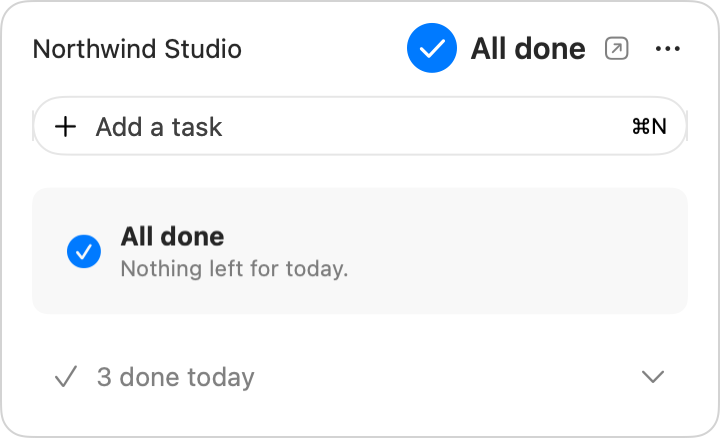 Northwind Studio
All done
Add a task
⌘N
All done
Nothing left for today.
3 done today